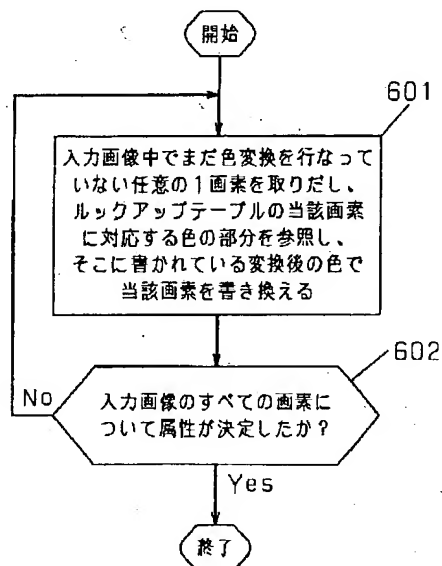 開始
601
入力画像中でまだ色変換を行なって
いない任意の1画素を取りだし、
ルックアップテーブルの当該画素
に対応する色の部分を参照し、
そこに書かれている変換後の色で
当該画素を書き換える
602
No
入力画像のすべての画素に
ついて属性が決定したか?
Yes
終了